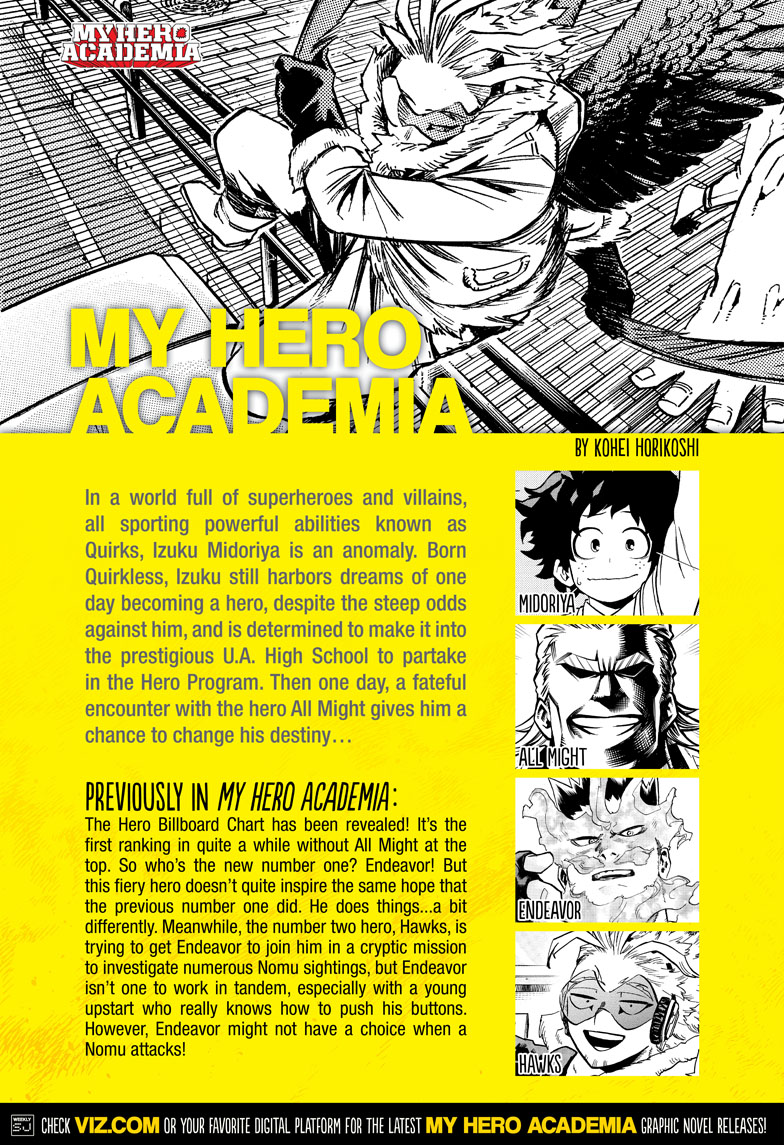 MY HERO
ACADEMIA
MY HERO
ACADEMIA
BY KOHEI HORIKOSHI
In a world full of superheroes and villains,
all sporting powerful abilities known as
Quirks, Izuku Midoriya is an anomaly. Born
Quirkless, Izuku still harbors dreams of one
day becoming a hero, despite the steep odds
against him, and is determined to make it into
the prestigious U.A. High School to partake
in the Hero Program. Then one day, a fateful
encounter with the hero All Might gives him a
chance to change his destiny…
PREVIOUSLY IN MY HERO ACADEMIA:
The Hero Billboard Chart has been revealed! It’s the
first ranking in quite a while without All Might at the
top. So who’s the new number one? Endeavor! But
this fiery hero doesn’t quite inspire the same hope that
the previous number one did. He does things...a bit
differently. Meanwhile, the number two hero, Hawks, is
trying to get Endeavor to join him in a cryptic mission
to investigate numerous Nomu sightings, but Endeavor
isn’t one to work in tandem, especially with a young
upstart who really knows how to push his buttons.
However, Endeavor might not have a choice when a
Nomu attacks!
MIDORIYA
ALL MIGHT
ENDEAVOR
HAWKS
WEEKLY
SJ
CHECK VIZ.COM OR YOUR FAVORITE DIGITAL PLATFORM FOR THE LATEST MY HERO ACADEMIA GRAPHIC NOVEL RELEASES!